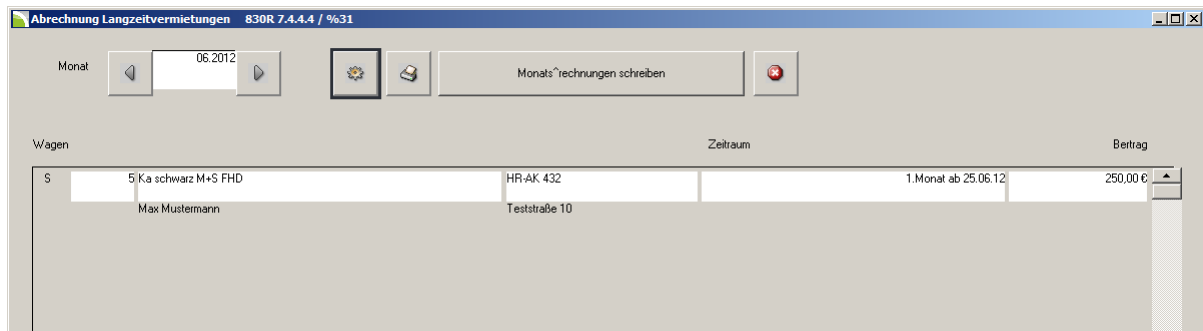 Abrechnung Langzeitvermietungen 830R 7.4.4.4 / %31
Monat 06.2012 Monats^rechnungen schreiben
Wagen Zeitraum Bertrag
S 5 Ka schwarz M+S FHD HR-AK 432 1.Monat ab 25.06.12 250,00 €
Max Mustermann Teststraße 10